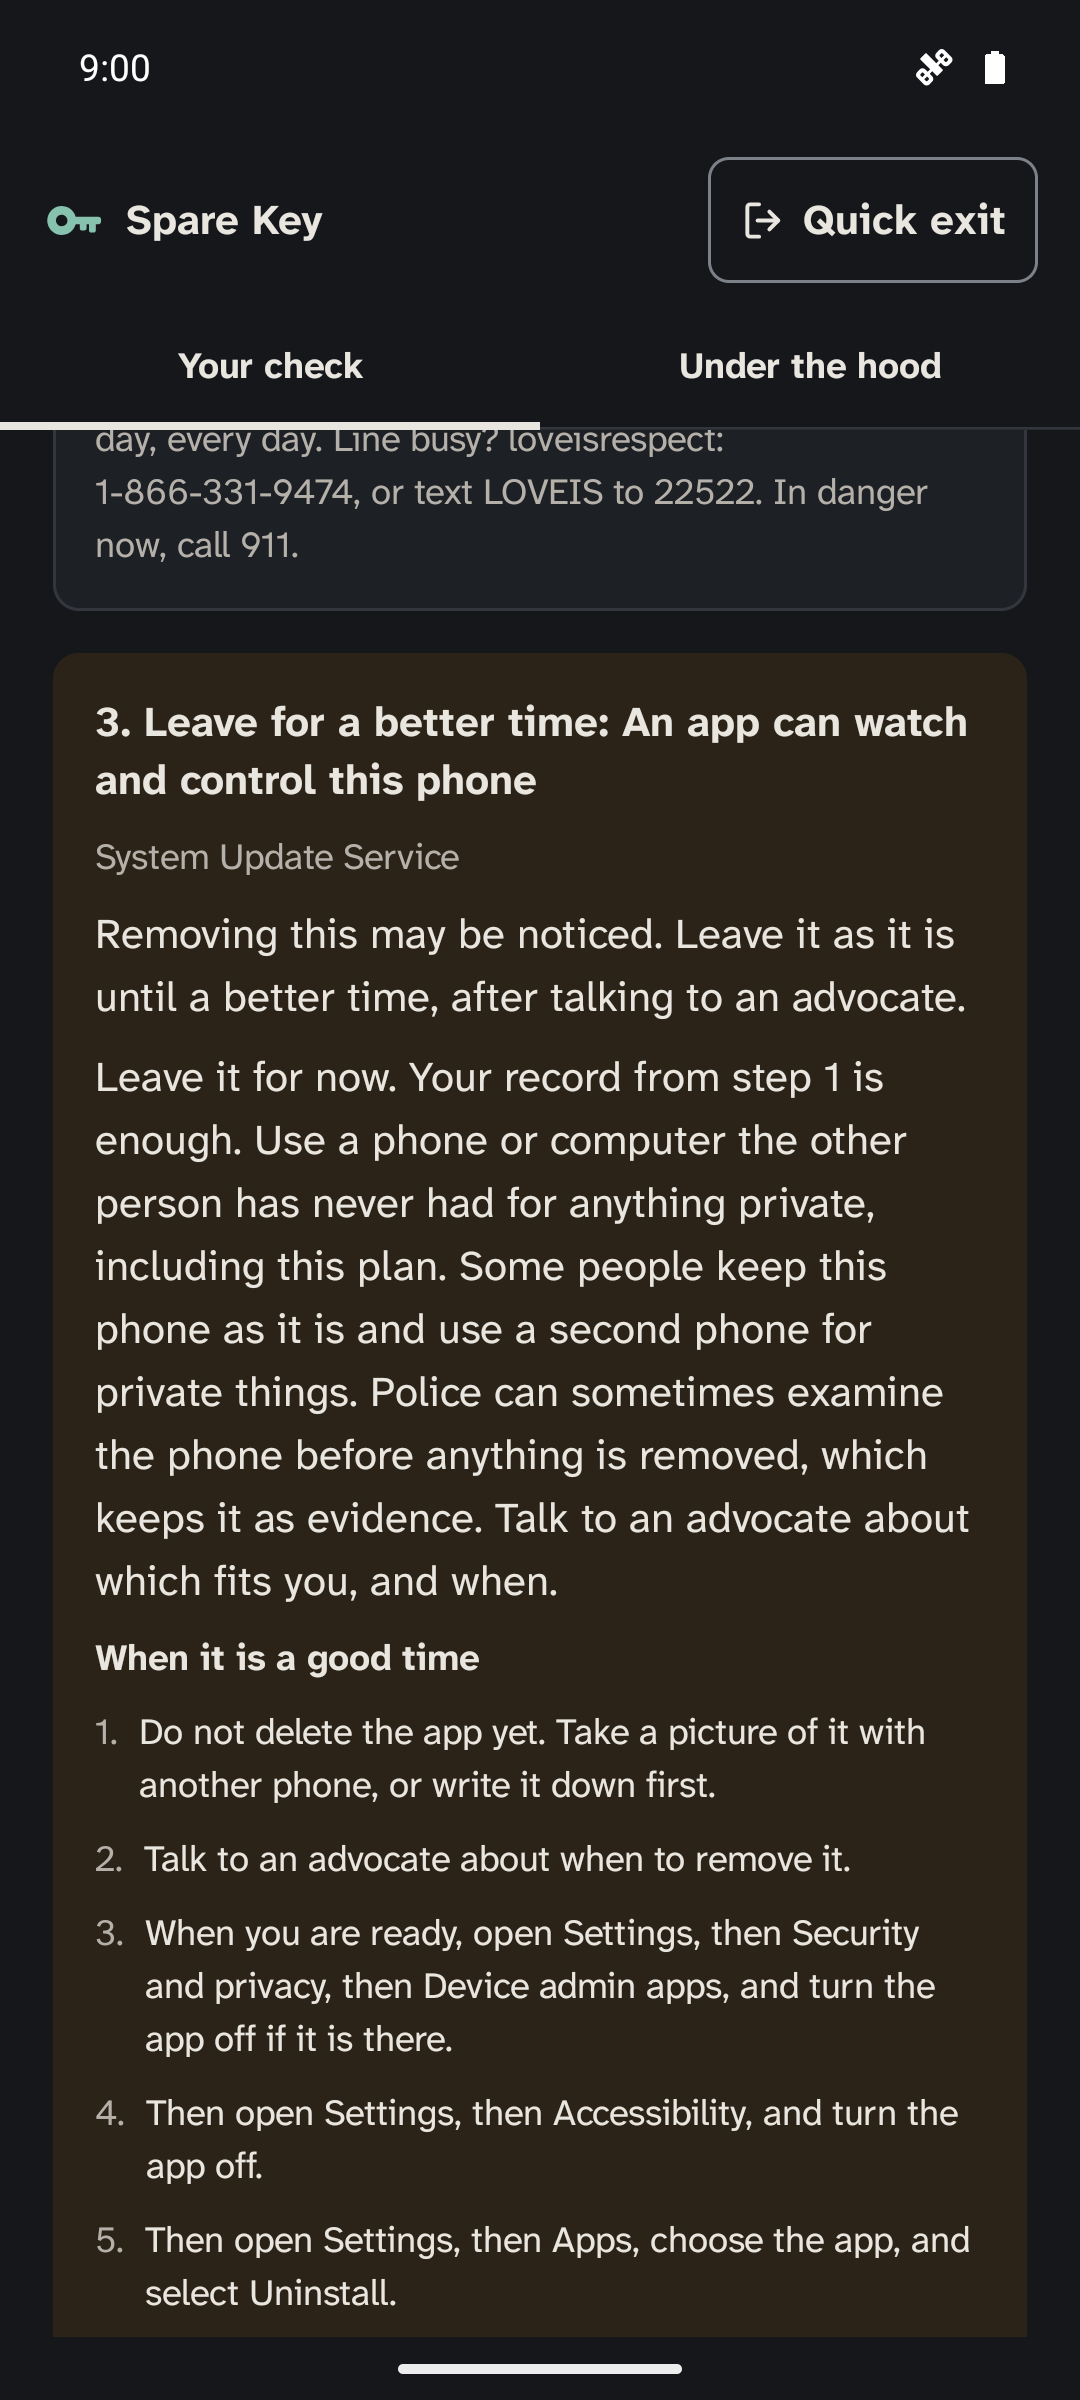 9:00
Spare Key
Quick exit
Your check
Under the hood
day, every day. Line busy? loveisrespect:
1-866-331-9474, or text LOVEIS to 22522. In danger
now, call 911.
3. Leave for a better time: An app can watch
and control this phone
System Update Service
Removing this may be noticed. Leave it as it is
until a better time, after talking to an advocate.
Leave it for now. Your record from step 1 is
enough. Use a phone or computer the other
person has never had for anything private,
including this plan. Some people keep this
phone as it is and use a second phone for
private things. Police can sometimes examine
the phone before anything is removed, which
keeps it as evidence. Talk to an advocate about
which fits you, and when.
When it is a good time
1. Do not delete the app yet. Take a picture of it with
another phone, or write it down first.
2. Talk to an advocate about when to remove it.
3. When you are ready, open Settings, then Security
and privacy, then Device admin apps, and turn the
app off if it is there.
4. Then open Settings, then Accessibility, and turn the
app off.
5. Then open Settings, then Apps, choose the app, and
select Uninstall.